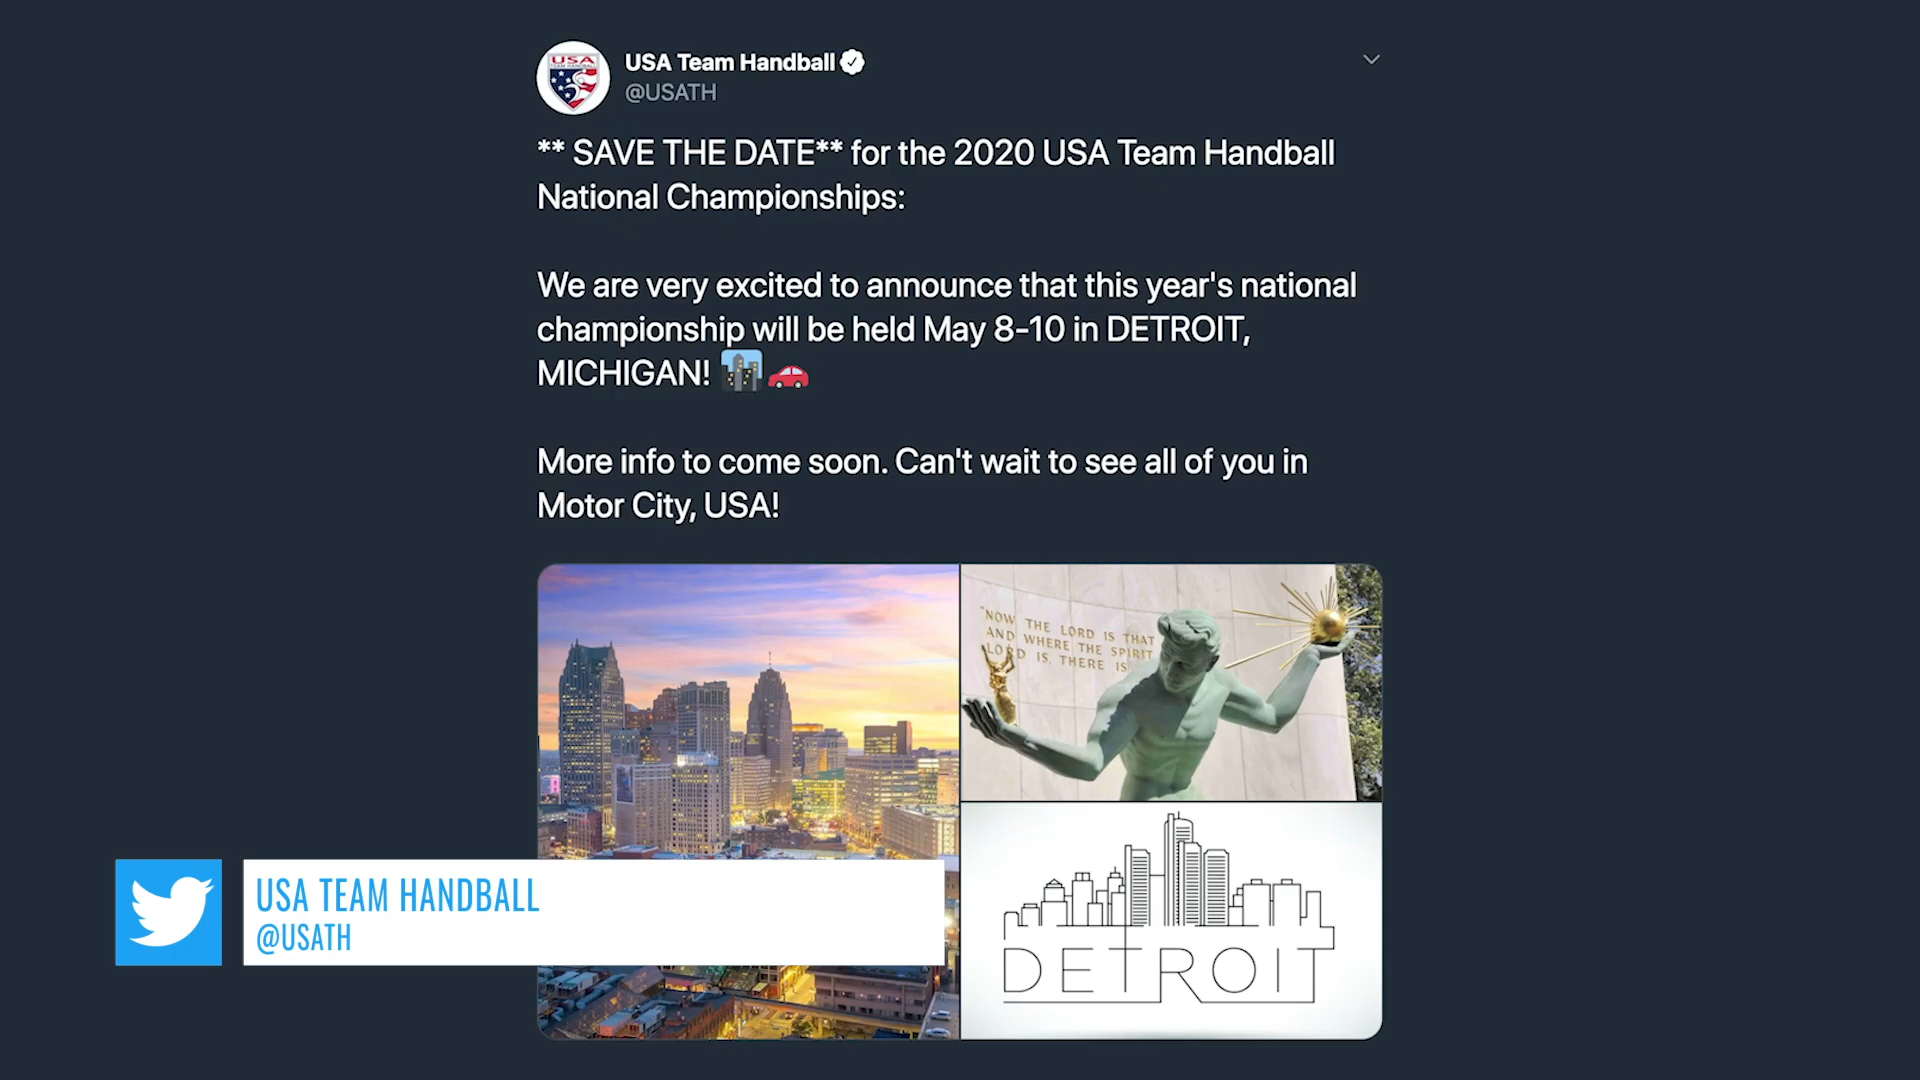 USA
TEAM HANDBALL
USA Team Handball
@USATH
** SAVE THE DATE** for the 2020 USA Team Handball
National Championships:
We are very excited to announce that this year's national
championship will be held May 8-10 in DETROIT,
MICHIGAN!
More info to come soon. Can't wait to see all of you in
Motor City, USA!
"NOW THE LORD IS THAT
AND WHERE THE SPIRIT
LORD IS, THERE IS
DETROIT
USA TEAM HANDBALL
@USATH